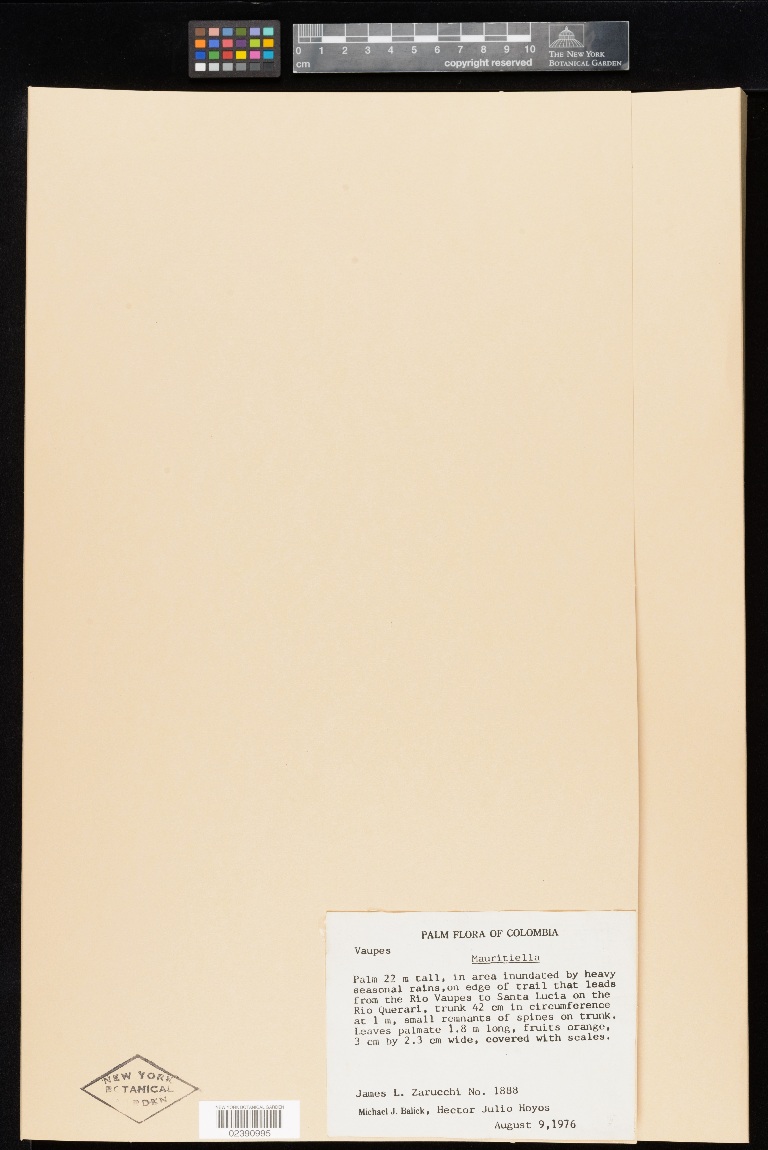 0 1 2 3 4 5 6 7 8 9 10
cm
copyright reserved
THE NEW YORK
BOTANICAL GARDEN
PALM FLORA OF COLOMBIA
Vaupes
Mauritiella
Palm 22 m tall, in area inundated by heavy
seasonal rains,on edge of trail that leads
from the Rio Vaupes to Santa Lucia on the
Rio Querari, trunk 42 cm in circumference
at 1 m, small remnants of spines on trunk.
Leaves palmate 1.8 m long, fruits orange,
3 cm by 2.3 cm wide, covered with scales.
James L. Zarucchi No. 1888
Michael J. Balick, Hector Julio Hoyos
August 9,1976
NEW YORK
BOTANICAL
NEW YORK BOTANICAL GARDEN
02390995